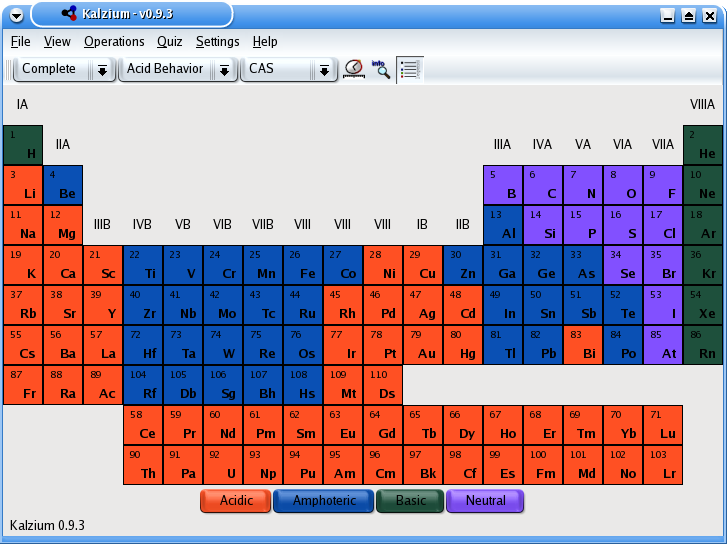 Kalzium - v0.9.3
File View Operations Quiz Settings Help
Complete Acid Behavior CAS info
IA VIIIA
1 H IIA IIIA IVA VA VIA VIIA 2 He
3 Li 4 Be 5 B 6 C 7 N 8 O 9 F 10 Ne
11 Na 12 Mg IIIB IVB VB VIB VIIB VIII VIII VIII IB IIB 13 Al 14 Si 15 P 16 S 17 Cl 18 Ar
19 K 20 Ca 21 Sc 22 Ti 23 V 24 Cr 25 Mn 26 Fe 27 Co 28 Ni 29 Cu 30 Zn 31 Ga 32 Ge 33 As 34 Se 35 Br 36 Kr
37 Rb 38 Sr 39 Y 40 Zr 41 Nb 42 Mo 43 Tc 44 Ru 45 Rh 46 Pd 47 Ag 48 Cd 49 In 50 Sn 51 Sb 52 Te 53 I 54 Xe
55 Cs 56 Ba 57 La 72 Hf 73 Ta 74 W 75 Re 76 Os 77 Ir 78 Pt 79 Au 80 Hg 81 Tl 82 Pb 83 Bi 84 Po 85 At 86 Rn
87 Fr 88 Ra 89 Ac 104 Rf 105 Db 106 Sg 107 Bh 108 Hs 109 Mt 110 Ds
58 Ce 59 Pr 60 Nd 61 Pm 62 Sm 63 Eu 64 Gd 65 Tb 66 Dy 67 Ho 68 Er 69 Tm 70 Yb 71 Lu
90 Th 91 Pa 92 U 93 Np 94 Pu 95 Am 96 Cm 97 Bk 98 Cf 99 Es 100 Fm 101 Md 102 No 103 Lr
Acidic Amphoteric Basic Neutral
Kalzium 0.9.3